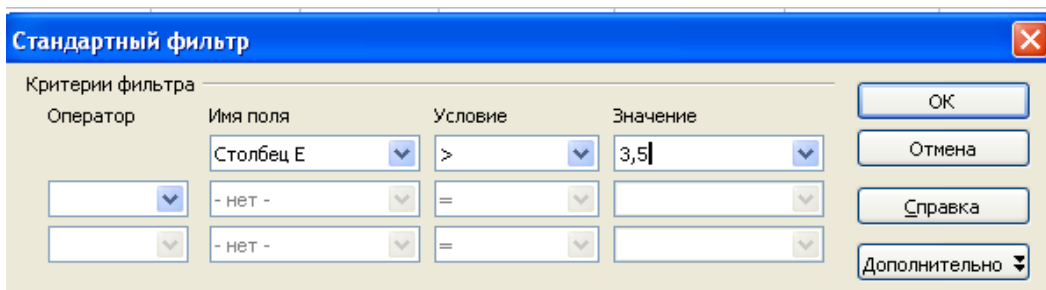 Стандартный фильтр
Критерии фильтра
Оператор Имя поля Условие Значение
Столбец E > 3,5
- нет - =
- нет - =
ОК
Отмена
Справка
Дополнительно